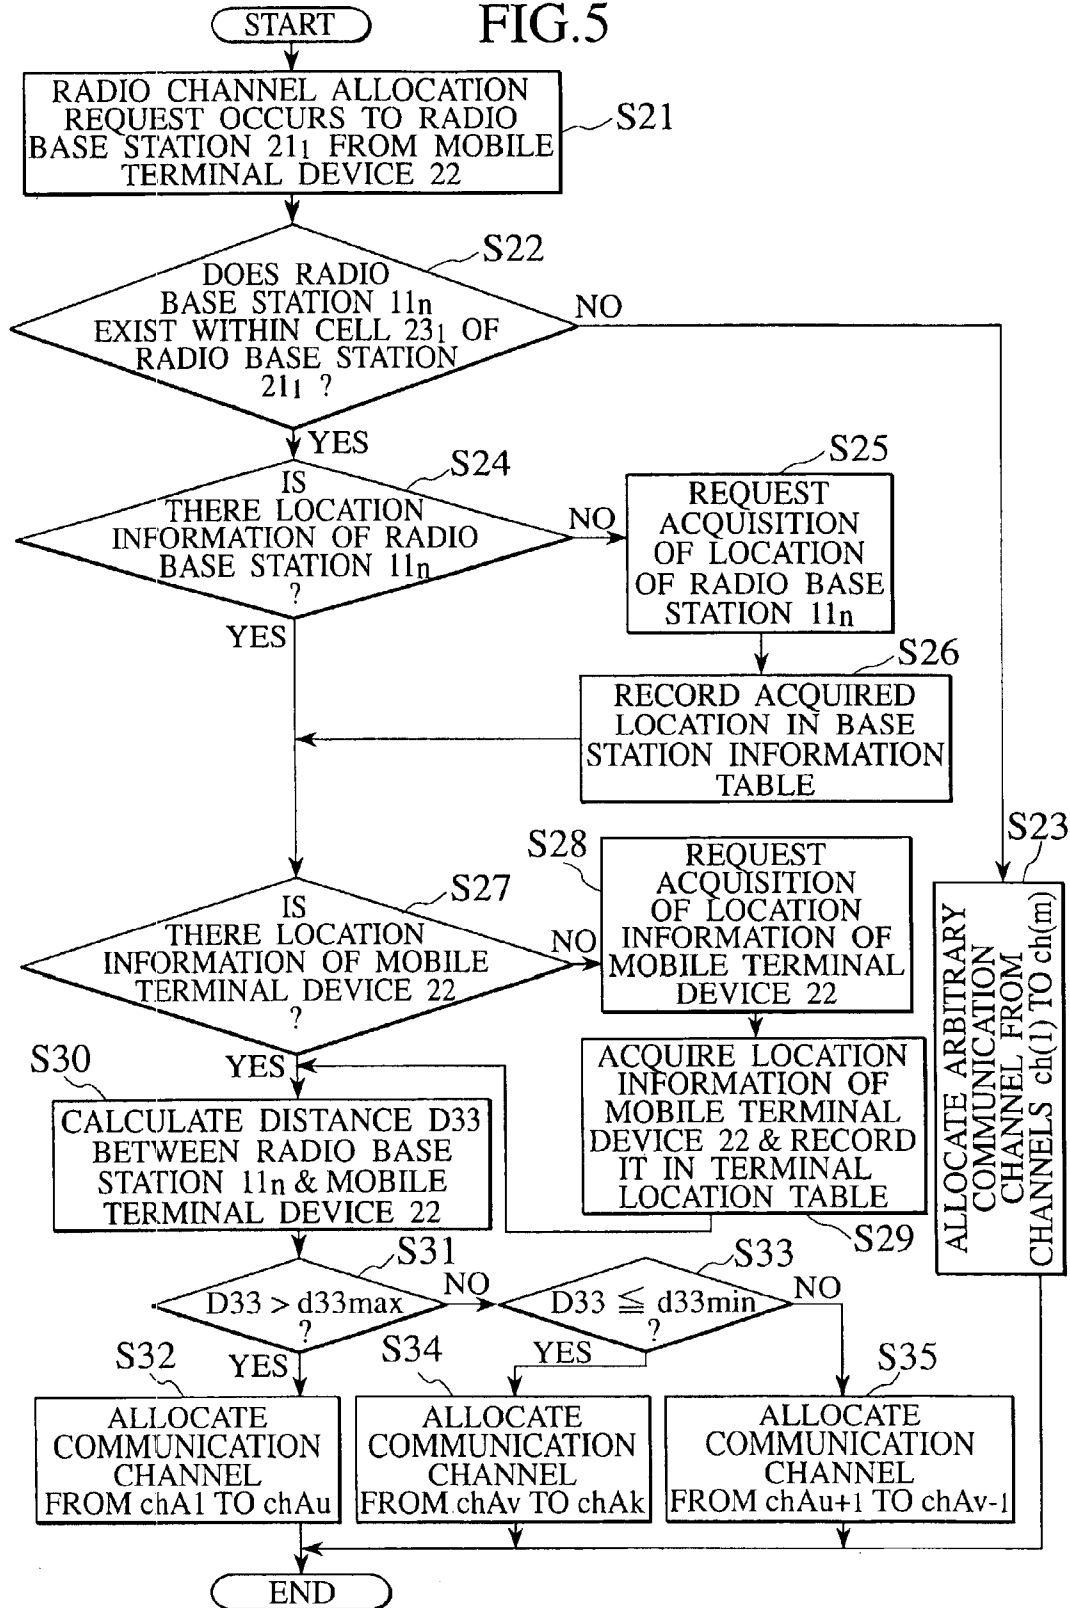 FIG.5
START
RADIO CHANNEL ALLOCATION
REQUEST OCCURS TO RADIO
BASE STATION 211 FROM MOBILE
TERMINAL DEVICE 22
S21
S22
DOES RADIO
BASE STATION 11n
EXIST WITHIN CELL 231 OF
RADIO BASE STATION
211 ?
NO
YES
S24
IS
THERE LOCATION
INFORMATION OF RADIO
BASE STATION 11n
?
NO
YES
S25
REQUEST
ACQUISITION
OF LOCATION
OF RADIO BASE
STATION 11n
S26
RECORD ACQUIRED
LOCATION IN BASE
STATION INFORMATION
TABLE
S23
ALLOCATE ARBITRARY
COMMUNICATION
CHANNEL FROM
CHANNELS ch(1) TO ch(m)
S27
IS
THERE LOCATION
INFORMATION OF MOBILE
TERMINAL DEVICE 22
?
NO
YES
S28
REQUEST
ACQUISITION
OF LOCATION
INFORMATION OF
MOBILE TERMINAL
DEVICE 22
ACQUIRE LOCATION
INFORMATION OF
MOBILE TERMINAL
DEVICE 22 & RECORD
IT IN TERMINAL
LOCATION TABLE
S29
S30
CALCULATE DISTANCE D33
BETWEEN RADIO BASE
STATION 11n & MOBILE
TERMINAL DEVICE 22
S31
D33 > d33max
?
NO
YES
S33
D33 ≦ d33min
?
NO
YES
S32
ALLOCATE
COMMUNICATION
CHANNEL
FROM chA1 TO chAu
S34
ALLOCATE
COMMUNICATION
CHANNEL
FROM chAv TO chAk
S35
ALLOCATE
COMMUNICATION
CHANNEL
FROM chAu+1 TO chAv-1
END